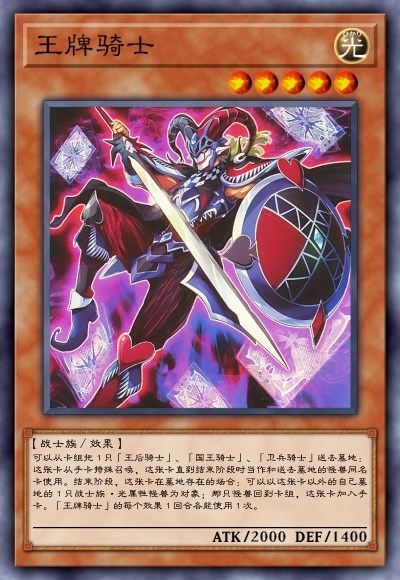 王牌骑士
光
【战士族／效果】
可以从卡组把１只「王后骑士」、「国王骑士」、「卫兵骑士」送去墓地；
这张卡从手卡特殊召唤，这张卡直到结束阶段时当作和送去墓地的怪兽同名
卡使用。结束阶段，这张卡在墓地存在的场合；可以以这张卡以外的自己墓
地的１只战士族・光属性怪兽为对象；那只怪兽回到卡组，这张卡加入手
卡。「王牌骑士」的每个效果１回合各能使用１次。
ATK/2000 DEF/1400